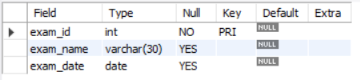 Field Type Null Key Default Extra
exam_id int NO PRI NULL
exam_name varchar(30) YES NULL
exam_date date YES NULL